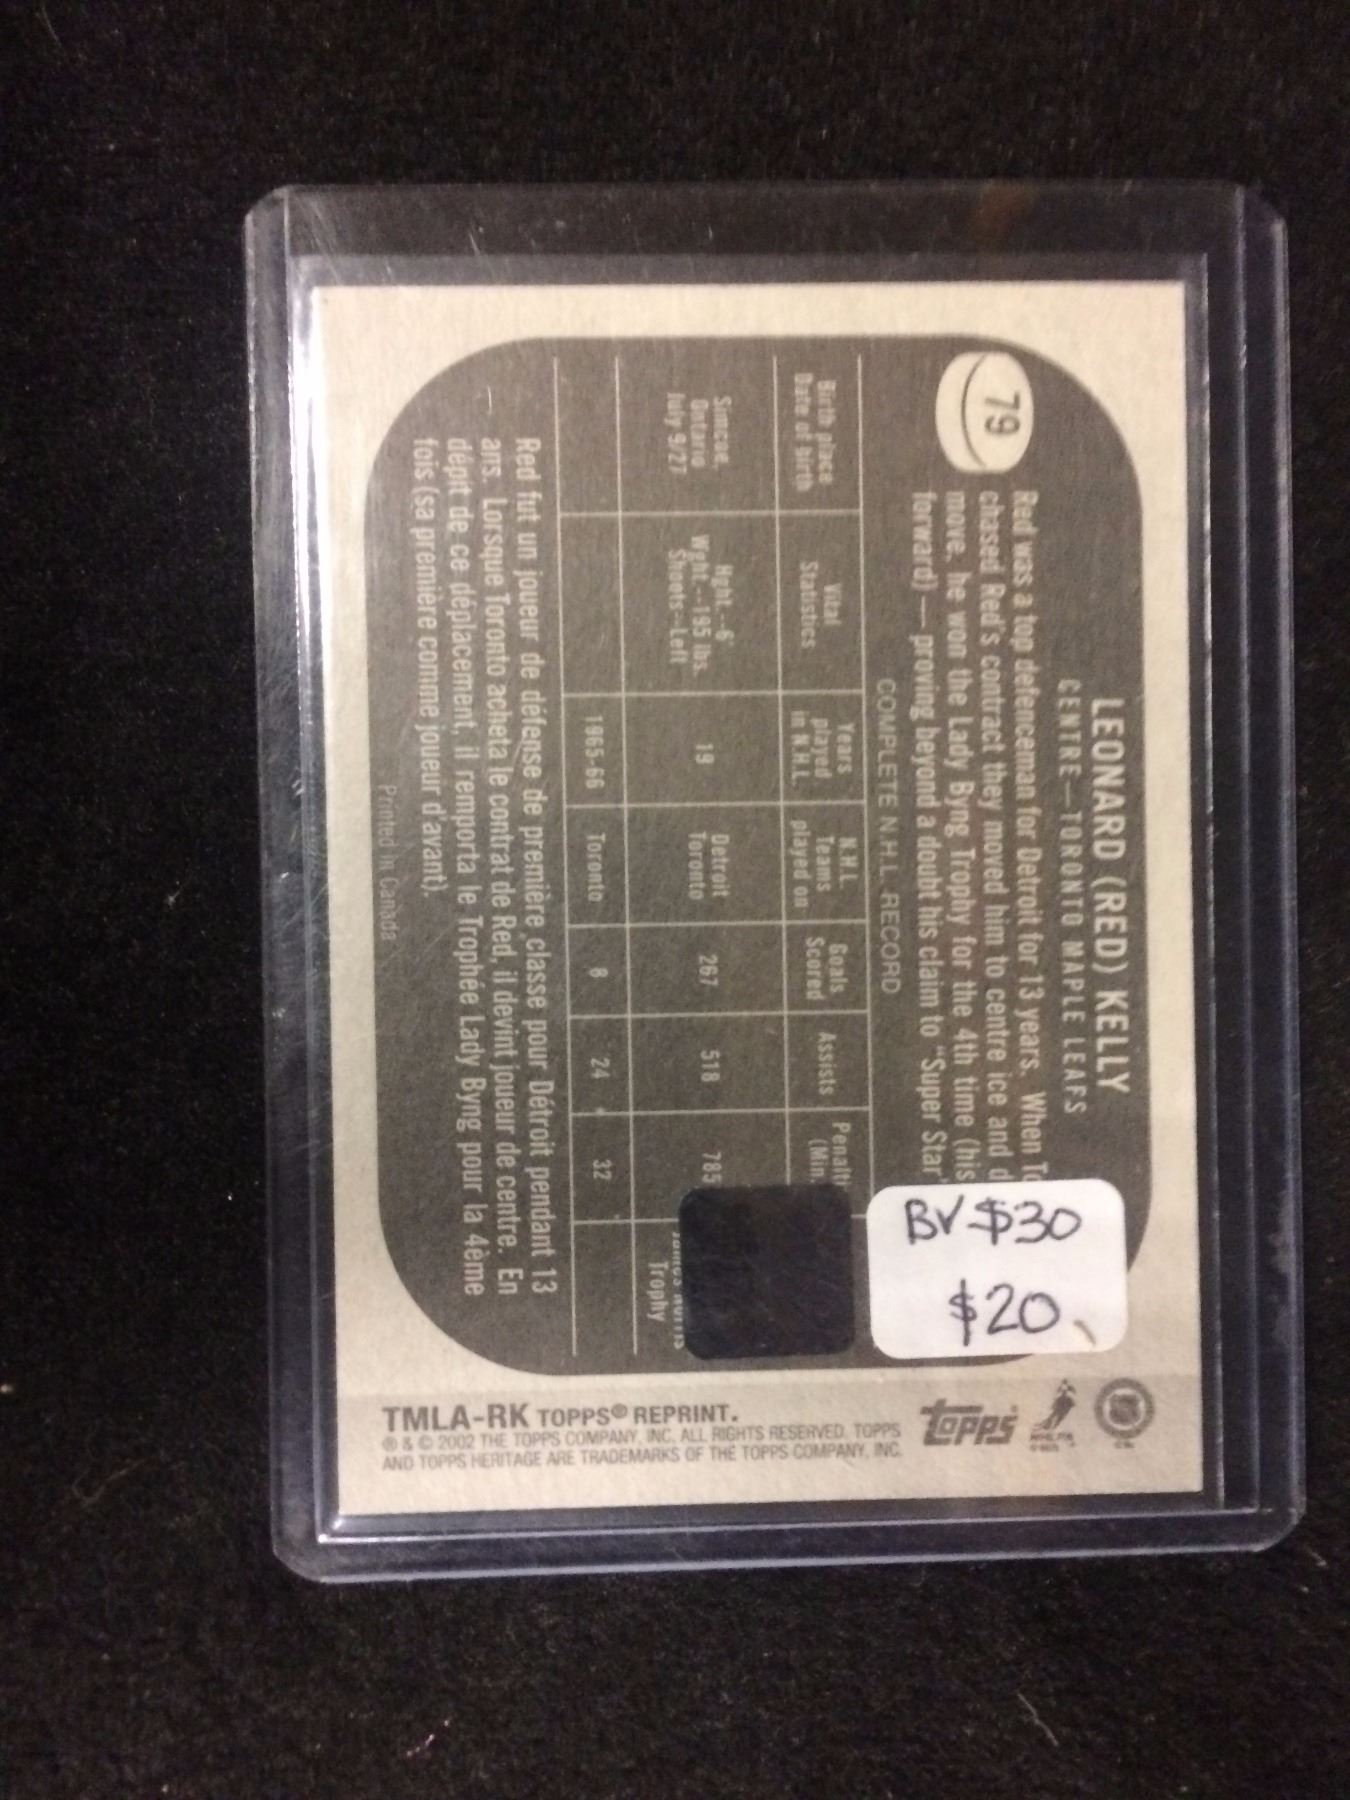 79
LEONARD (RED) KELLY
CENTRE—TORONTO MAPLE LEAFS
Red was a top defenceman for Detroit for 13 years. When To
chased Red's contract they moved him to centre ice and d
move, he won the Lady Byng Trophy for the 4th time (his
forward)—proving beyond a doubt his claim to "Super Star"
COMPLETE N.H.L. RECORD
Birth place Date of Birth
Vital Statistics
Years played in N.H.L.
N.H.L. Teams played on
Goals Scored
Assists
Penalti (Min.
Simcoe,
Ontario
July 9/27
Hght.—6'
Wght.—195 lbs.
Shoots—Left
19
Detroit
Toronto
267
518
785
Trophy
1965-66 Toronto 8 24 32
Red fut un joueur de défense de première classe pour Détroit pendant 13
ans. Lorsque Toronto acheta le contrat de Red, il devint joueur de centre. En
dépit de ce déplacement, il remporta le Trophée Lady Byng pour la 4ème
fois (sa première comme joueur d'avant).
Printed in Canada
BV $30
$20
TMLA-RK TOPPS® REPRINT.
® & © 2002 THE TOPPS COMPANY, INC. ALL RIGHTS RESERVED. TOPPS
AND TOPPS HERITAGE ARE TRADEMARKS OF THE TOPPS COMPANY, INC.
topps
NHLPA